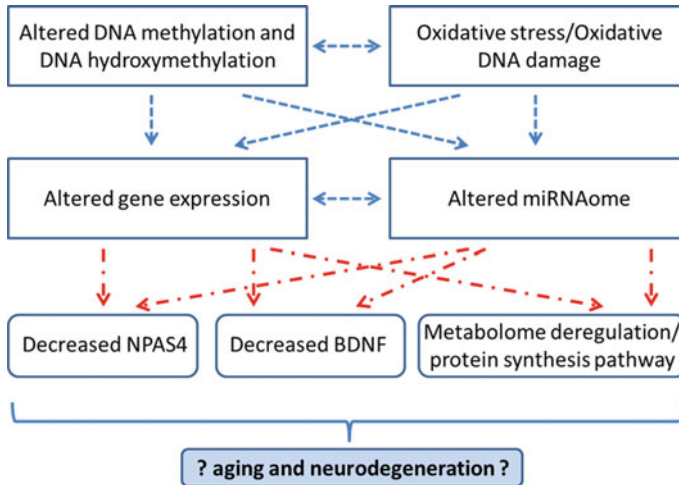 Altered DNA methylation and
DNA hydroxymethylation
Oxidative stress/Oxidative
DNA damage
Altered gene expression
Altered miRNAome
Decreased NPAS4
Decreased BDNF
Metabolome deregulation/
protein synthesis pathway
? aging and neurodegeneration ?